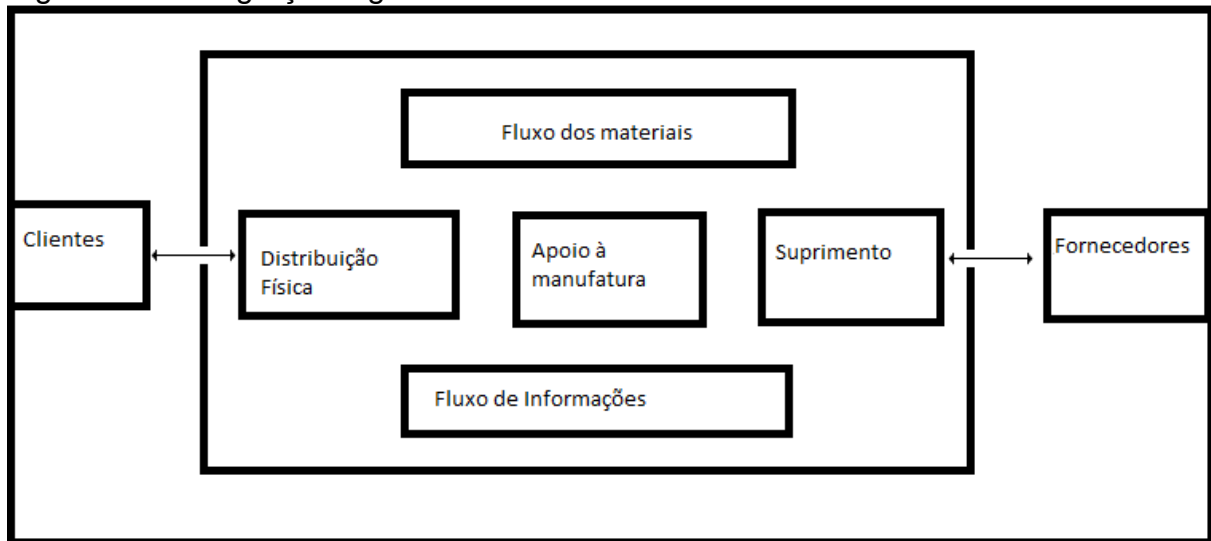 Fluxo dos materiais
Clientes
Distribuição
Física
Apoio à
manufatura
Suprimento
Fornecedores
Fluxo de Informações